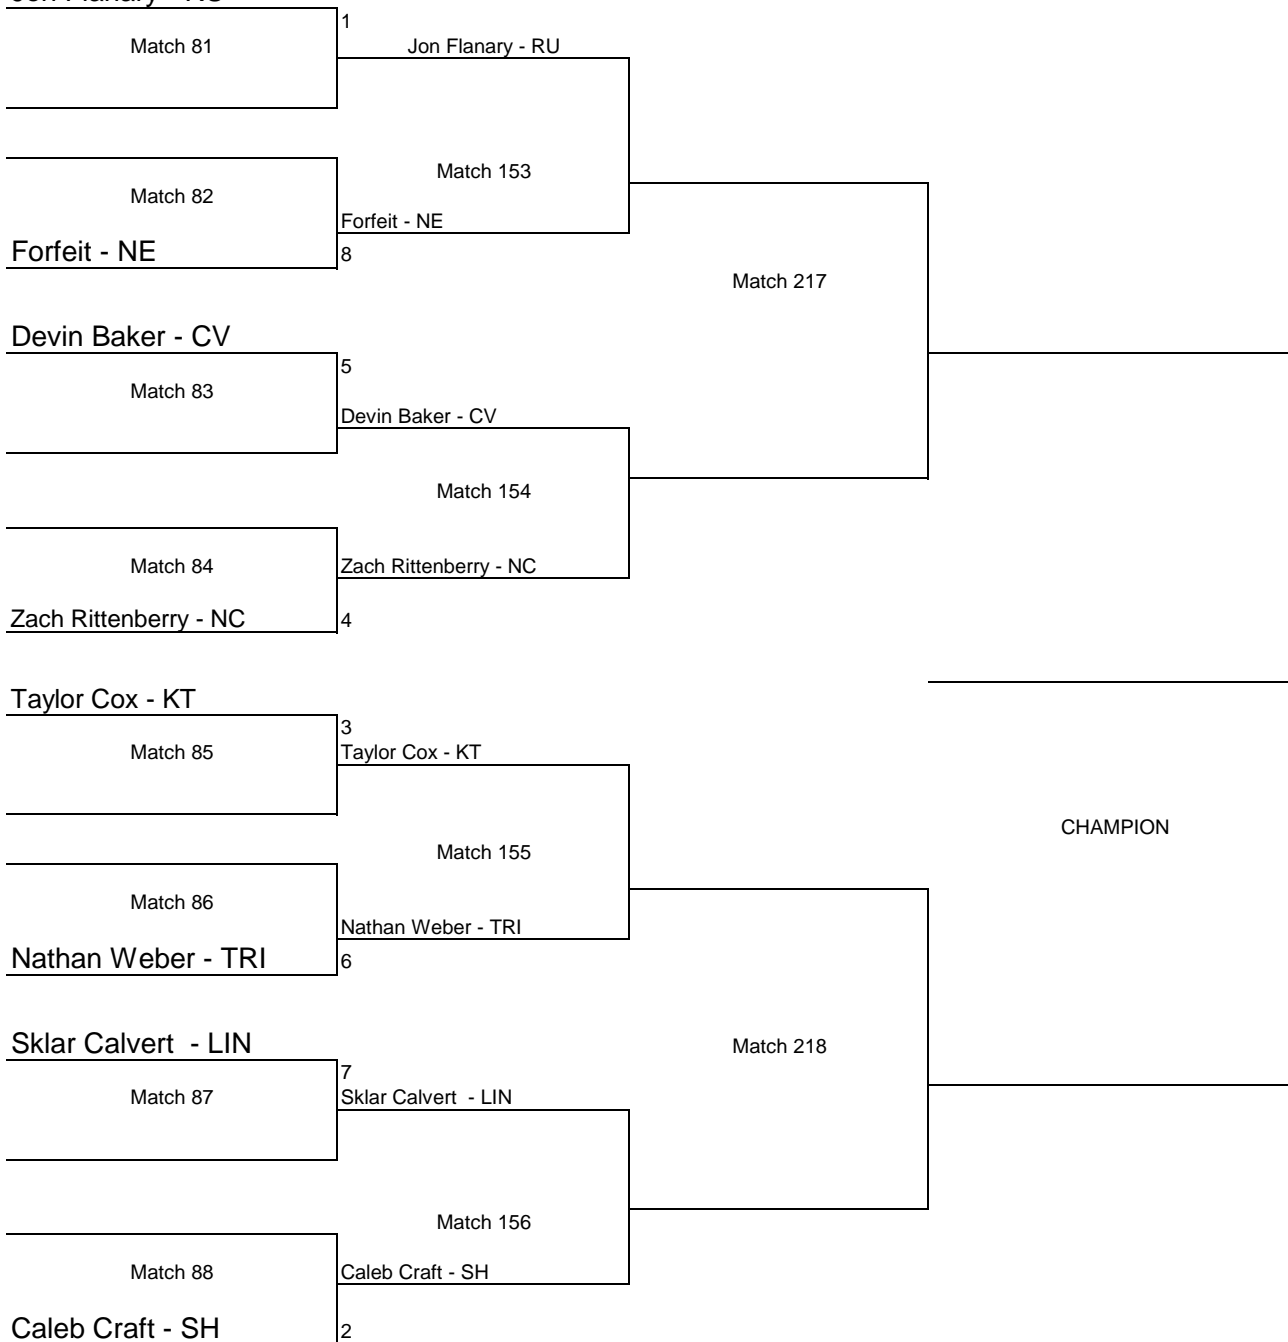 Jon Flanary - RU
1
Match 81
Jon Flanary - RU
Match 153
Match 82
Forfeit - NE
Forfeit - NE
8
Match 217
Devin Baker - CV
5
Match 83
Devin Baker - CV
Match 154
Match 84
Zach Rittenberry - NC
Zach Rittenberry - NC
4
Taylor Cox - KT
3
Match 85
Taylor Cox - KT
CHAMPION
Match 155
Match 86
Nathan Weber - TRI
Nathan Weber - TRI
6
Sklar Calvert  - LIN
Match 218
7
Match 87
Sklar Calvert  - LIN
Match 156
Match 88
Caleb Craft - SH
Caleb Craft - SH
2